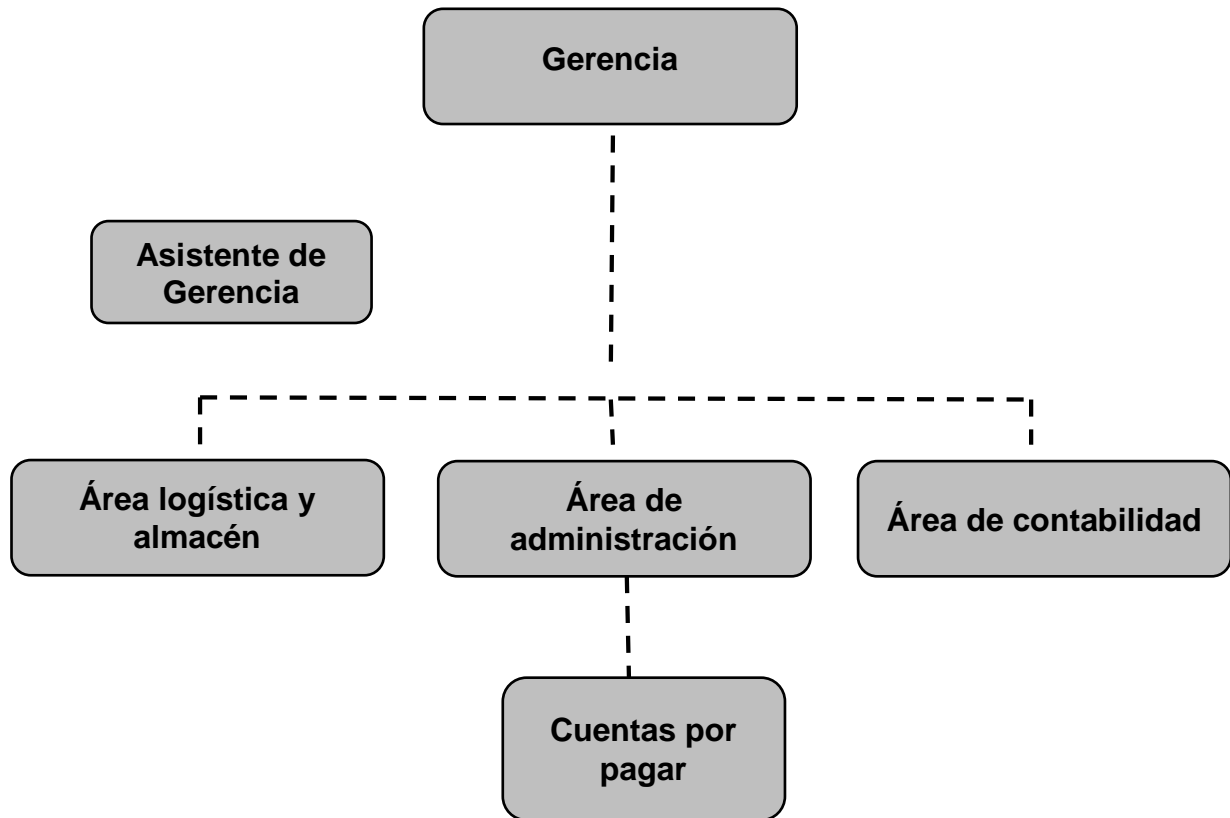 Gerencia
Asistente de
Gerencia
Área logística y
almacén
Área de
administración
Área de contabilidad
Cuentas por
pagar